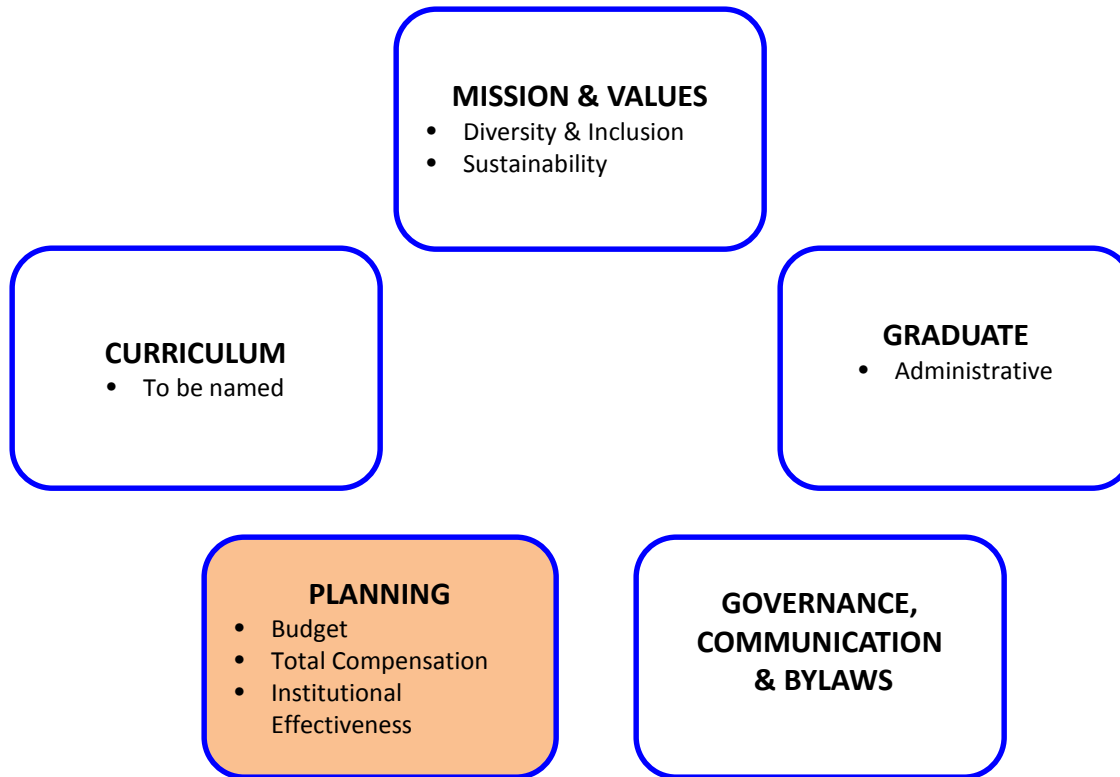 MISSION & VALUES
• Diversity & Inclusion
• Sustainability
CURRICULUM
• To be named
GRADUATE
• Administrative
PLANNING
• Budget
• Total Compensation
• Institutional
Effectiveness
GOVERNANCE,
COMMUNICATION
& BYLAWS